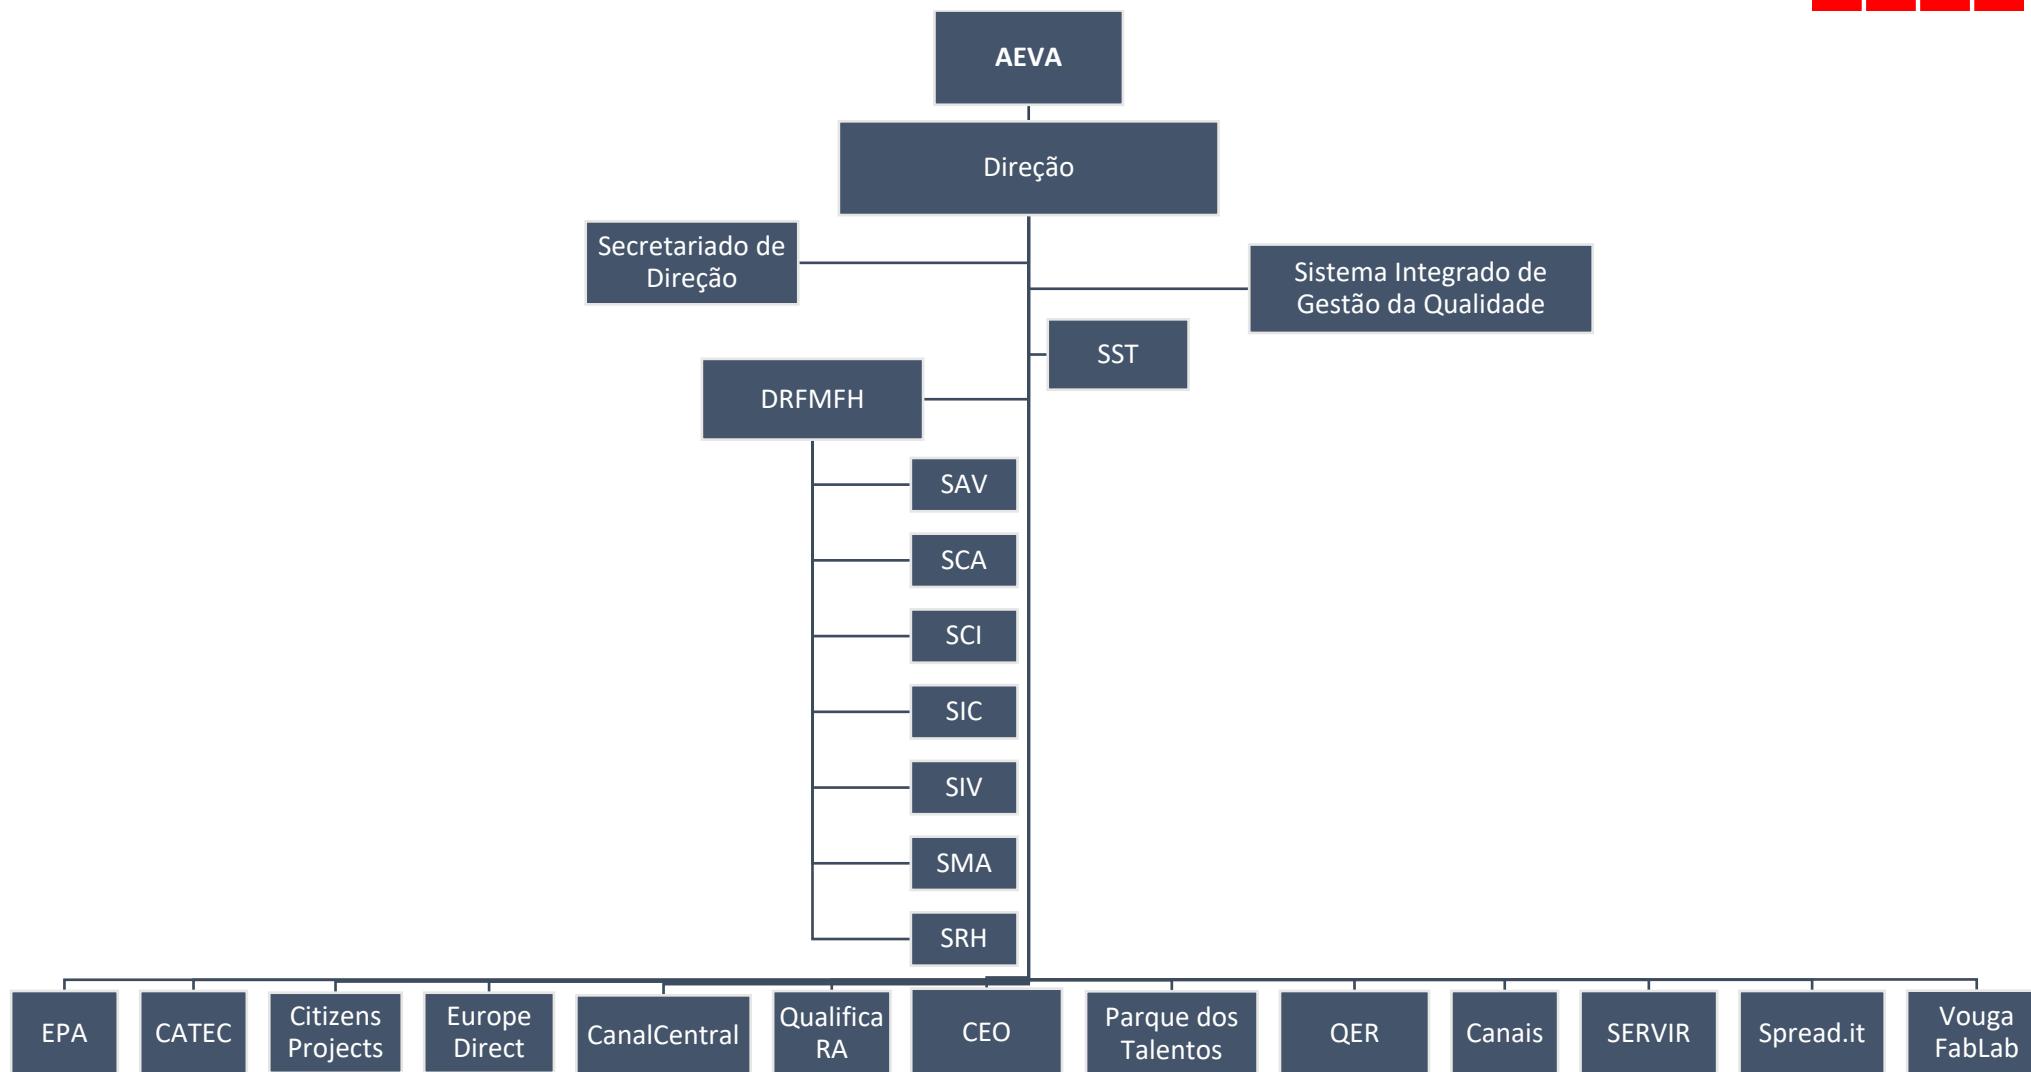 AEVA
Direção
Secretariado de
Direção
Sistema Integrado de
Gestão da Qualidade
SST
DRFMFH
SAV
SCA
SCI
SIC
SIV
SMA
SRH
EPA
CATEC
Citizens
Projects
Europe
Direct
CanalCentral
Qualifica
RA
CEO
Parque dos
Talentos
QER
Canais
SERVIR
Spread.it
Vouga
FabLab